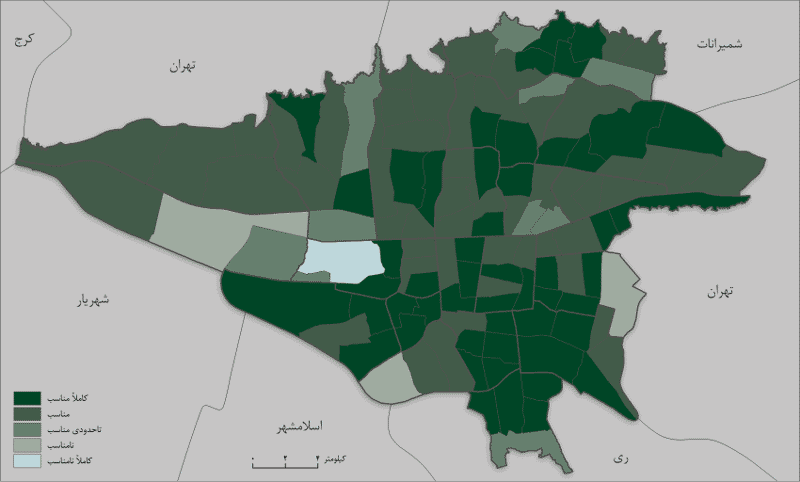 شمیرانات
کرج
تهران
تهران
شهریار
اسلامشهر
ری
کاملاً مناسب
مناسب
تاحدودی مناسب
نامناسب
کاملاً نامناسب
۰ ۲ ۴ کیلومتر